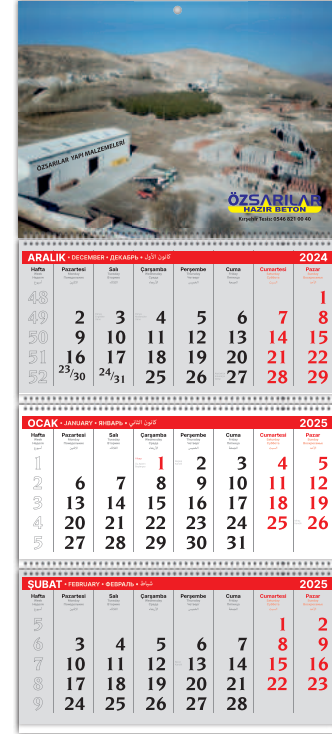 ÖZSARILAR YAPI MALZEMELERİ
ÖZSARILAR
HAZIR BETON
Kırşehir Tesis: 0546 821 00 40
ARALIK • DECEMBER • ДЕКАБРЬ • كانون الأول 2024
Hafta Pazartesi Salı Çarşamba Perşembe Cuma Cumartesi Pazar
48 1
49 2 3 4 5 6 7 8
50 9 10 11 12 13 14 15
51 16 17 18 19 20 21 22
52 23/30 24/31 25 26 27 28 29
OCAK • JANUARY • ЯНВАРЬ • كانون الثاني 2025
Hafta Pazartesi Salı Çarşamba Perşembe Cuma Cumartesi Pazar
1 1 2 3 4 5
2 6 7 8 9 10 11 12
3 13 14 15 16 17 18 19
4 20 21 22 23 24 25 26
5 27 28 29 30 31
ŞUBAT • FEBRUARY • ФЕВРАЛЬ • شباط 2025
Hafta Pazartesi Salı Çarşamba Perşembe Cuma Cumartesi Pazar
5 1 2
6 3 4 5 6 7 8 9
7 10 11 12 13 14 15 16
8 17 18 19 20 21 22 23
9 24 25 26 27 28